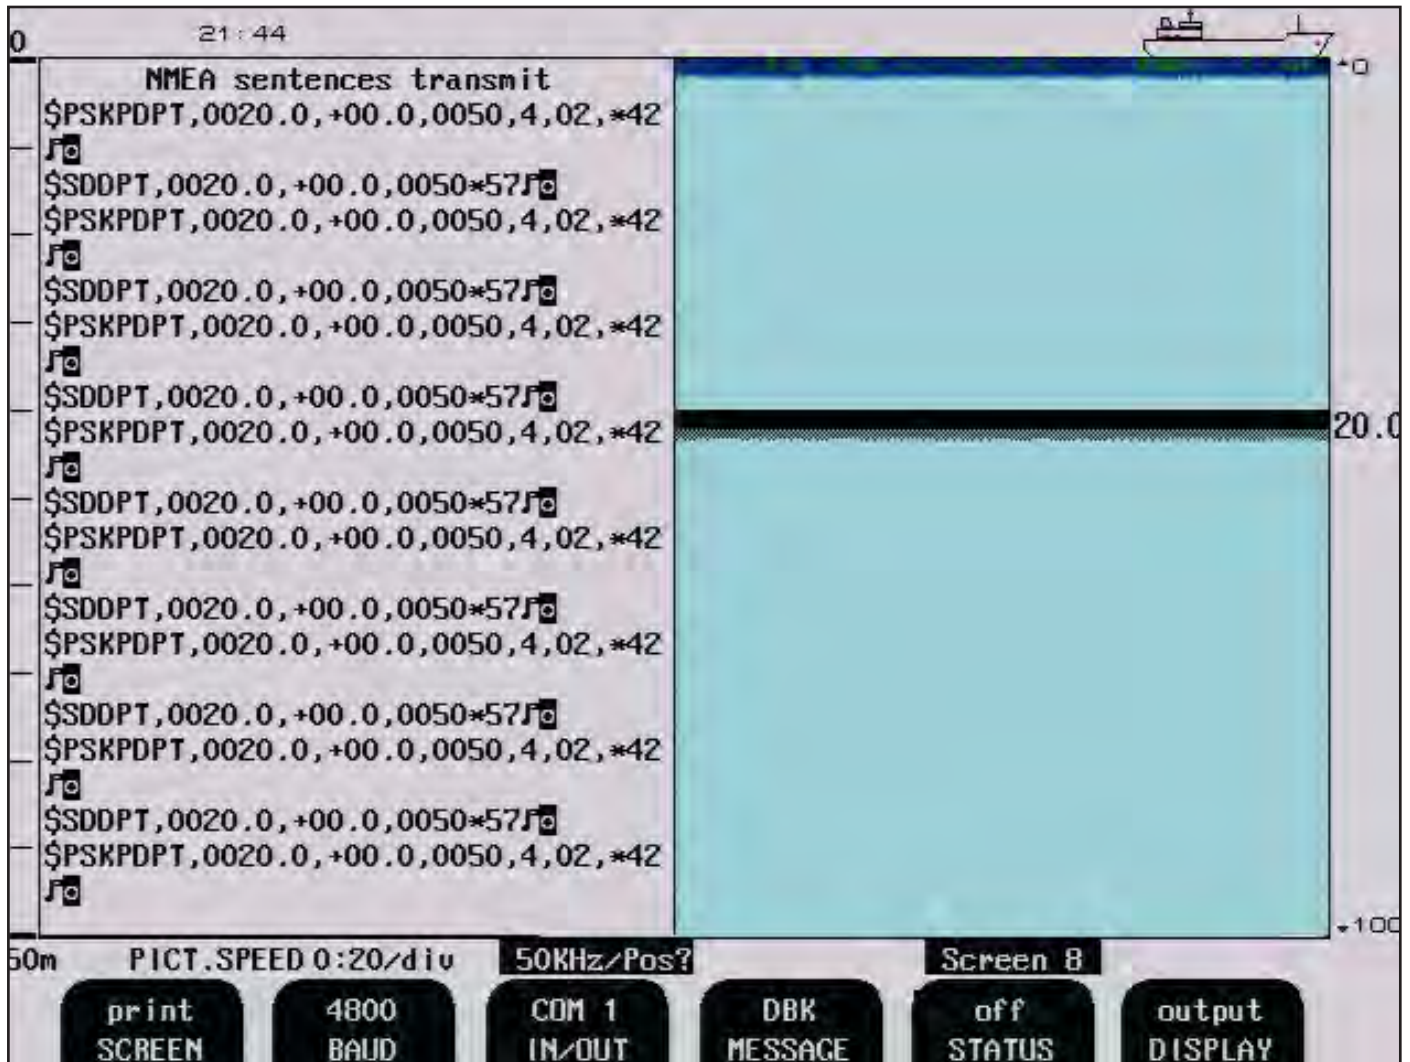 0 21:44
NMEA sentences transmit
$PSKPDPT,0020.0,+00.0,0050,4,02,*42
♪◙
$SDDPT,0020.0,+00.0,0050*57♪◙
$PSKPDPT,0020.0,+00.0,0050,4,02,*42
♪◙
$SDDPT,0020.0,+00.0,0050*57♪◙
$PSKPDPT,0020.0,+00.0,0050,4,02,*42
♪◙
$SDDPT,0020.0,+00.0,0050*57♪◙
$PSKPDPT,0020.0,+00.0,0050,4,02,*42
♪◙
$SDDPT,0020.0,+00.0,0050*57♪◙
$PSKPDPT,0020.0,+00.0,0050,4,02,*42
♪◙
$SDDPT,0020.0,+00.0,0050*57♪◙
$PSKPDPT,0020.0,+00.0,0050,4,02,*42
♪◙
$SDDPT,0020.0,+00.0,0050*57♪◙
$PSKPDPT,0020.0,+00.0,0050,4,02,*42
♪◙
$SDDPT,0020.0,+00.0,0050*57♪◙
$PSKPDPT,0020.0,+00.0,0050,4,02,*42
♪◙
0
20.0
100
50m PICT.SPEED 0:20/div 50KHz/Pos? Screen 8
print SCREEN
4800 BAUD
COM 1 IN/OUT
DBK MESSAGE
off STATUS
output DISPLAY